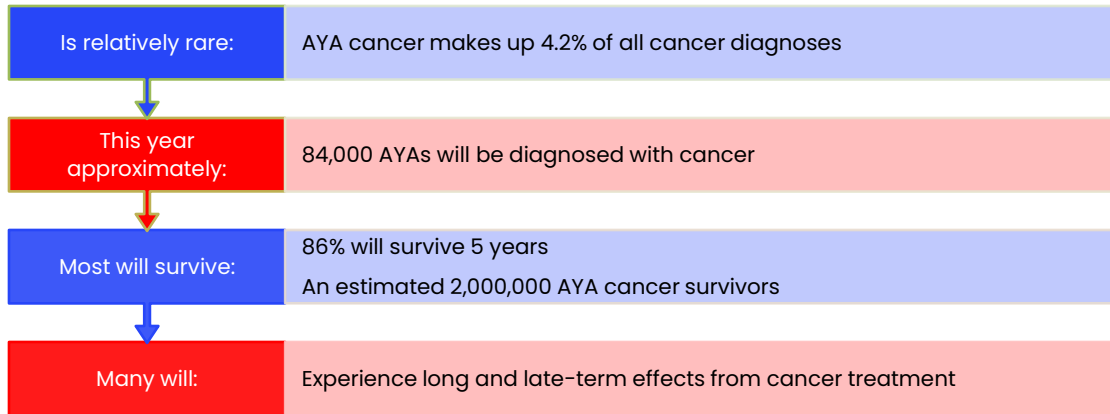 Is relatively rare:
AYA cancer makes up 4.2% of all cancer diagnoses
This year
approximately:
84,000 AYAs will be diagnosed with cancer
Most will survive:
86% will survive 5 years
An estimated 2,000,000 AYA cancer survivors
Many will:
Experience long and late-term effects from cancer treatment